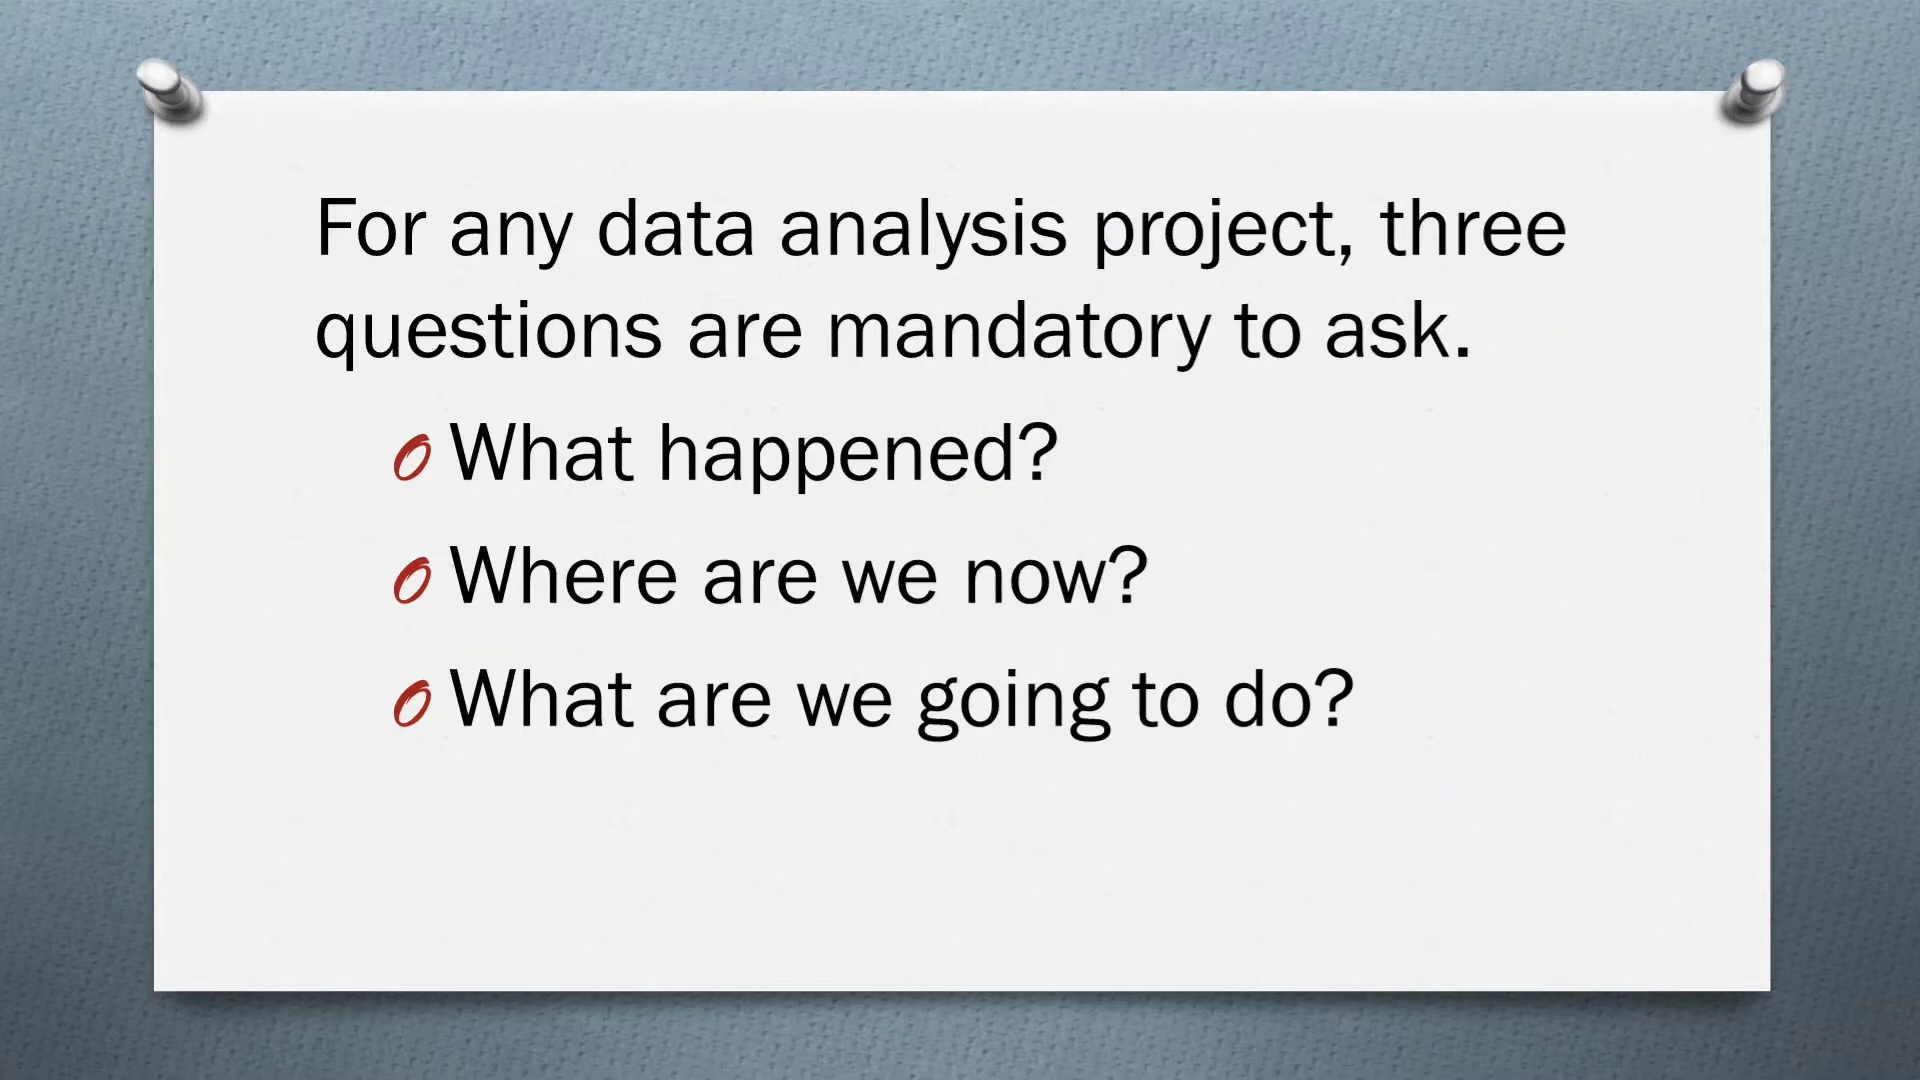 For any data analysis project, three
questions are mandatory to ask.
What happened?
Where are we now?
What are we going to do?